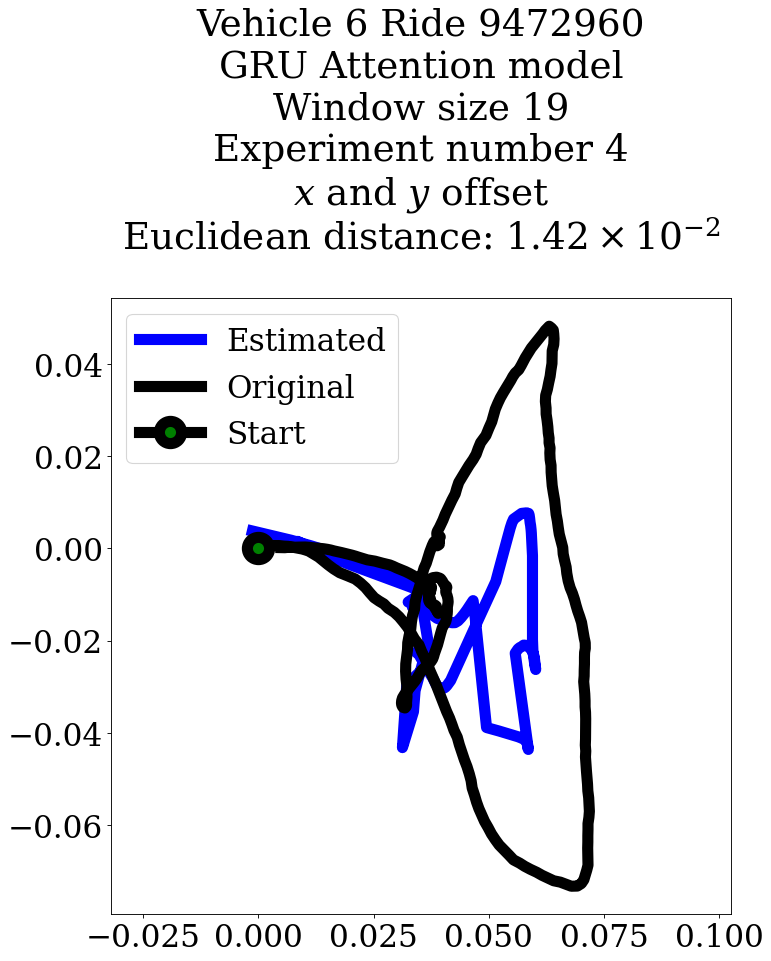 Vehicle 6 Ride 9472960
GRU Attention model
Window size 19
Experiment number 4
x and y offset
Euclidean distance: 1.42 × 10⁻²
Estimated
Original
Start
0.04
0.02
0.00
−0.02
−0.04
−0.06
−0.025 0.000 0.025 0.050 0.075 0.100